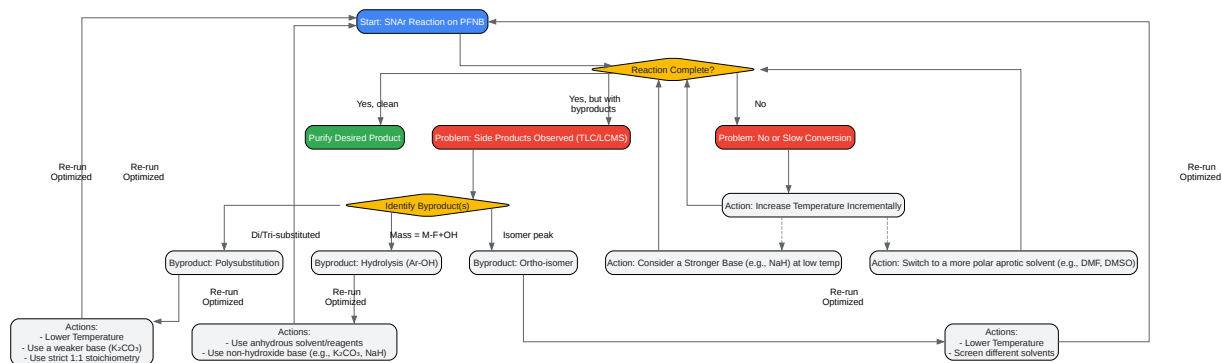 Start: SNAr Reaction on PFNB
Reaction Complete?
Yes, clean
Yes, but with
byproducts
No
Purify Desired Product
Problem: Side Products Observed (TLC/LCMS)
Problem: No or Slow Conversion
Re-run
Optimized
Re-run
Optimized
Re-run
Optimized
Identify Byproduct(s)
Action: Increase Temperature Incrementally
Di/Tri-substituted
Mass = M-F+OH
Isomer peak
Byproduct: Polysubstitution
Byproduct: Hydrolysis (Ar-OH)
Byproduct: Ortho-isomer
Action: Consider a Stronger Base (e.g., NaH) at low temp
Action: Switch to a more polar aprotic solvent (e.g., DMF, DMSO)
Re-run
Optimized
Re-run
Optimized
Re-run
Optimized
Actions:
- Lower Temperature
- Use a weaker base (K₂CO₃)
- Use strict 1:1 stoichiometry
Actions:
- Use anhydrous solvent/reagents
- Use non-hydroxide base (e.g., K₂CO₃, NaH)
Actions:
- Lower Temperature
- Screen different solvents